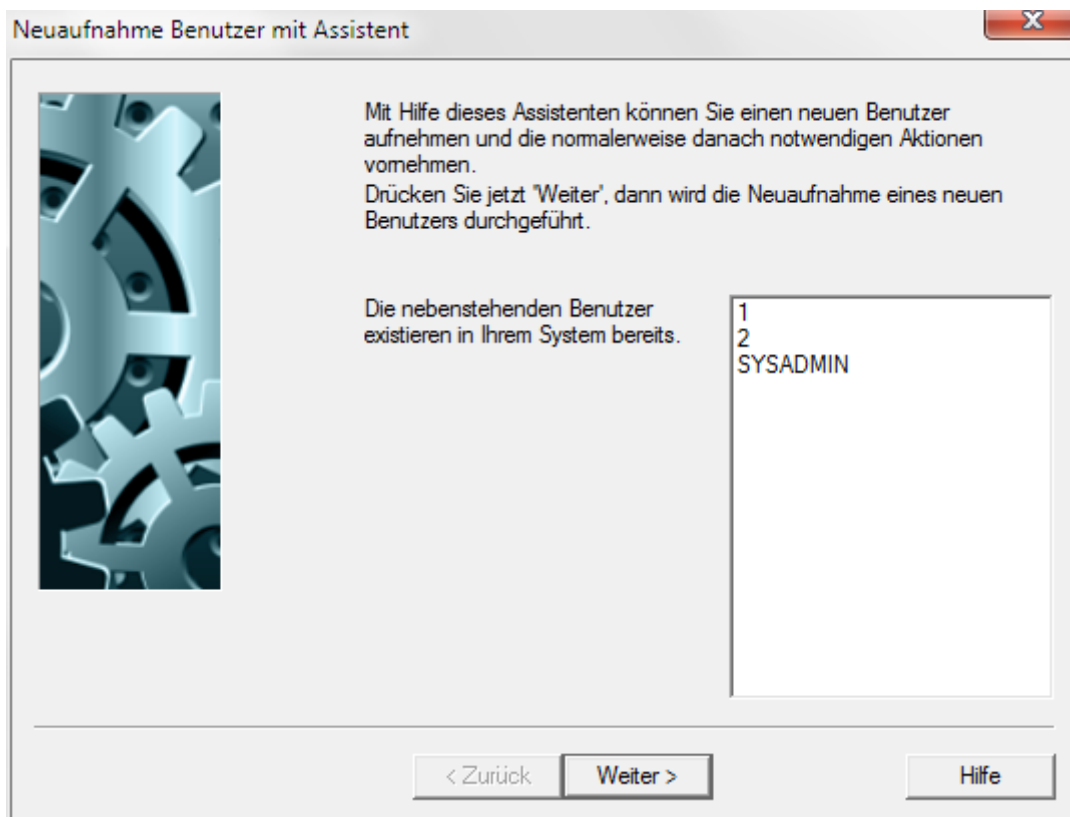 Neuaufnahme Benutzer mit Assistent
Mit Hilfe dieses Assistenten können Sie einen neuen Benutzer
aufnehmen und die normalerweise danach notwendigen Aktionen
vornehmen.
Drücken Sie jetzt 'Weiter', dann wird die Neuaufnahme eines neuen
Benutzers durchgeführt.
Die nebenstehenden Benutzer
existieren in Ihrem System bereits.
1
2
SYSADMIN
< Zurück
Weiter >
Hilfe